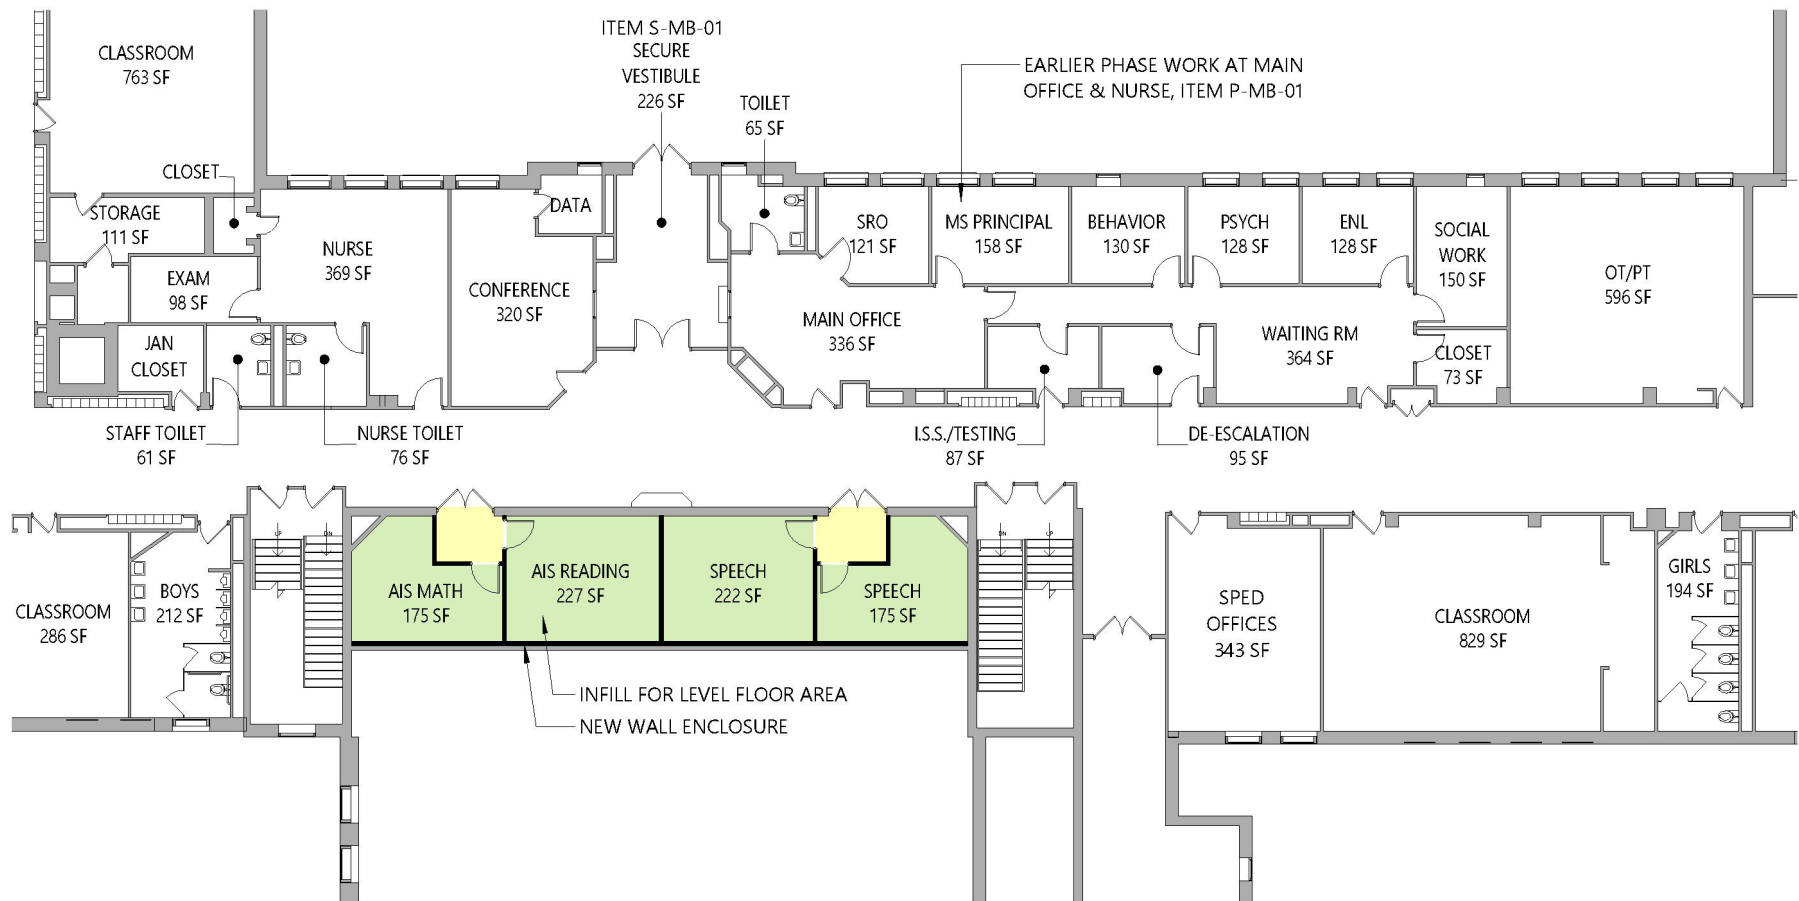 CLASSROOM
763 SF
ITEM S-MB-01
SECURE
VESTIBULE
226 SF
TOILET
65 SF
EARLIER PHASE WORK AT MAIN
OFFICE & NURSE, ITEM P-MB-01
CLOSET
STORAGE
111 SF
EXAM
98 SF
NURSE
369 SF
DATA
CONFERENCE
320 SF
SRO
121 SF
MS PRINCIPAL
158 SF
BEHAVIOR
130 SF
PSYCH
128 SF
ENL
128 SF
SOCIAL
WORK
150 SF
OT/PT
596 SF
JAN
CLOSET
MAIN OFFICE
336 SF
WAITING RM
364 SF
CLOSET
73 SF
STAFF TOILET
61 SF
NURSE TOILET
76 SF
I.S.S./TESTING
87 SF
DE-ESCALATION
95 SF
UP
DN
DN
UP
CLASSROOM
286 SF
BOYS
212 SF
AIS MATH
175 SF
AIS READING
227 SF
SPEECH
222 SF
SPEECH
175 SF
SPED
OFFICES
343 SF
CLASSROOM
829 SF
GIRLS
194 SF
INFILL FOR LEVEL FLOOR AREA
NEW WALL ENCLOSURE